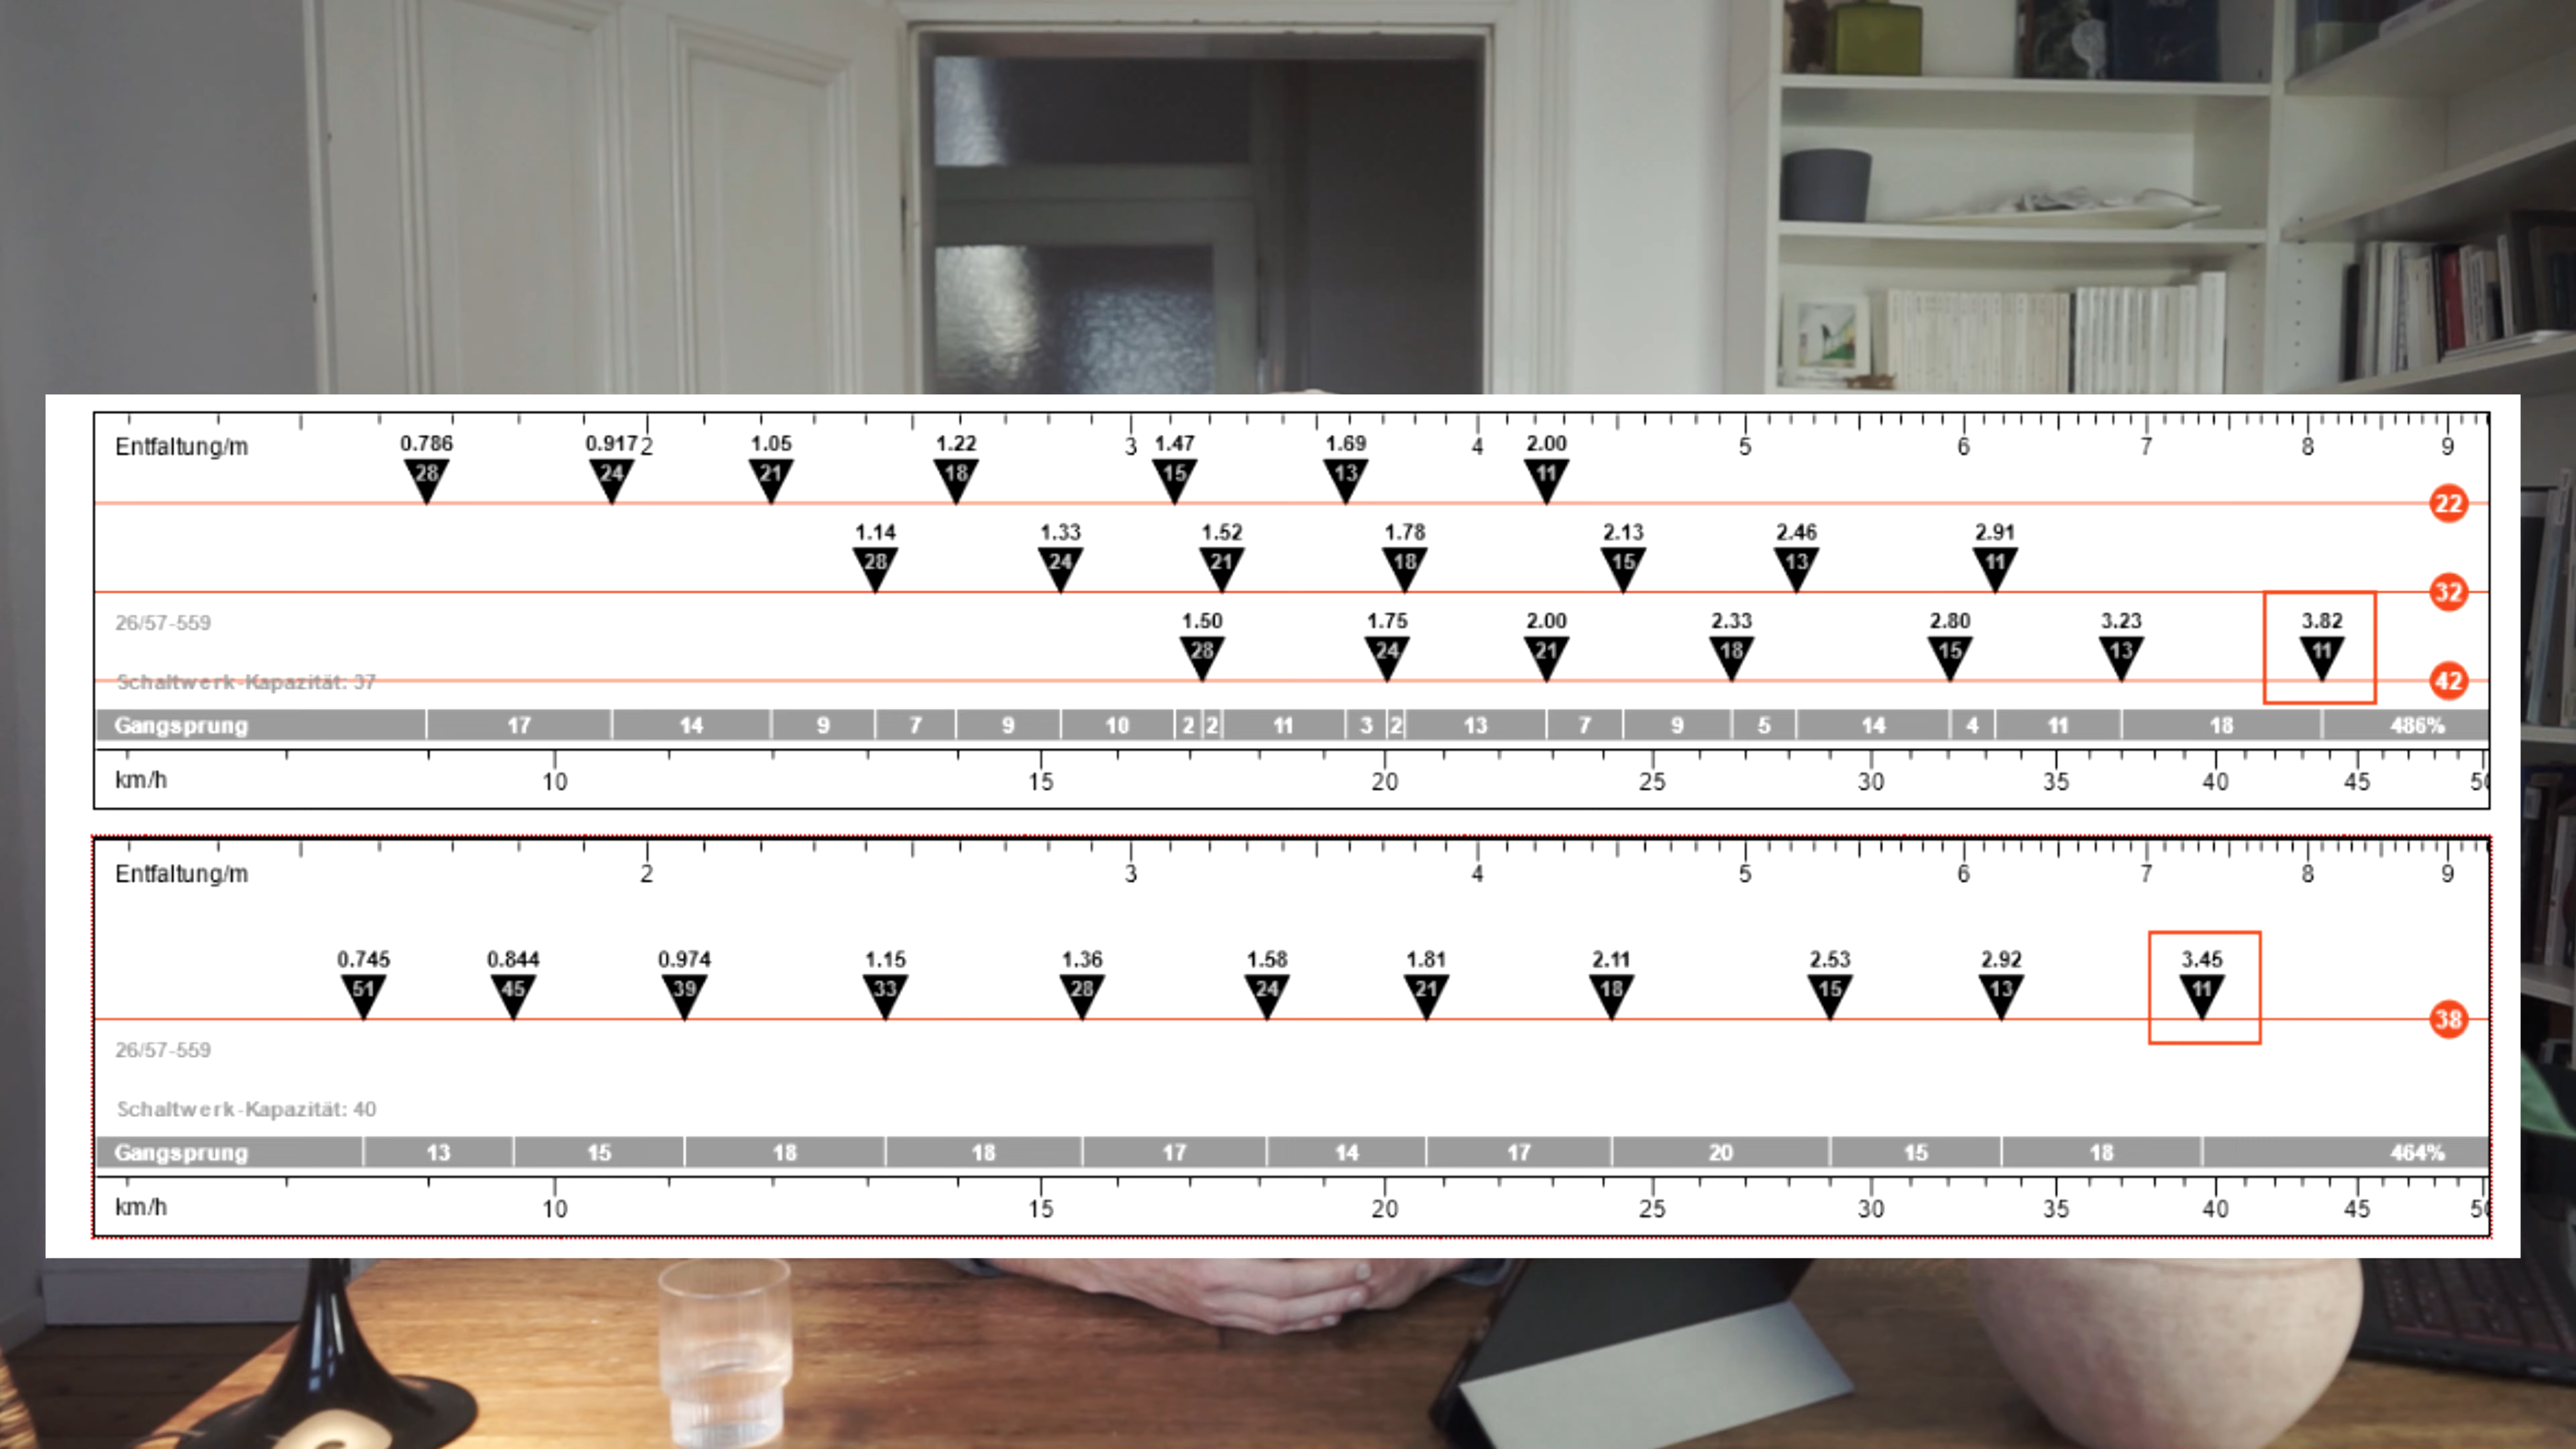 Entfaltung/m 2 3 4 5 6 7 8 9
0.786 0.917 1.05 1.22 1.47 1.69 2.00
28 24 21 18 15 13 11
22
1.14 1.33 1.52 1.78 2.13 2.46 2.91
28 24 21 18 15 13 11
32
26/57-559
1.50 1.75 2.00 2.33 2.80 3.23 3.82
28 24 21 18 15 13 11
Schaltwerk-Kapazität: 37
42
Gangsprung 17 14 9 7 9 10 2 2 11 3 2 13 7 9 5 14 4 11 18 486%
km/h 10 15 20 25 30 35 40 45 50
Entfaltung/m 2 3 4 5 6 7 8 9
0.745 0.844 0.974 1.15 1.36 1.58 1.81 2.11 2.53 2.92 3.45
51 45 39 33 28 24 21 18 15 13 11
38
26/57-559
Schaltwerk-Kapazität: 40
Gangsprung 13 15 18 18 17 14 17 20 15 18 464%
km/h 10 15 20 25 30 35 40 45 50